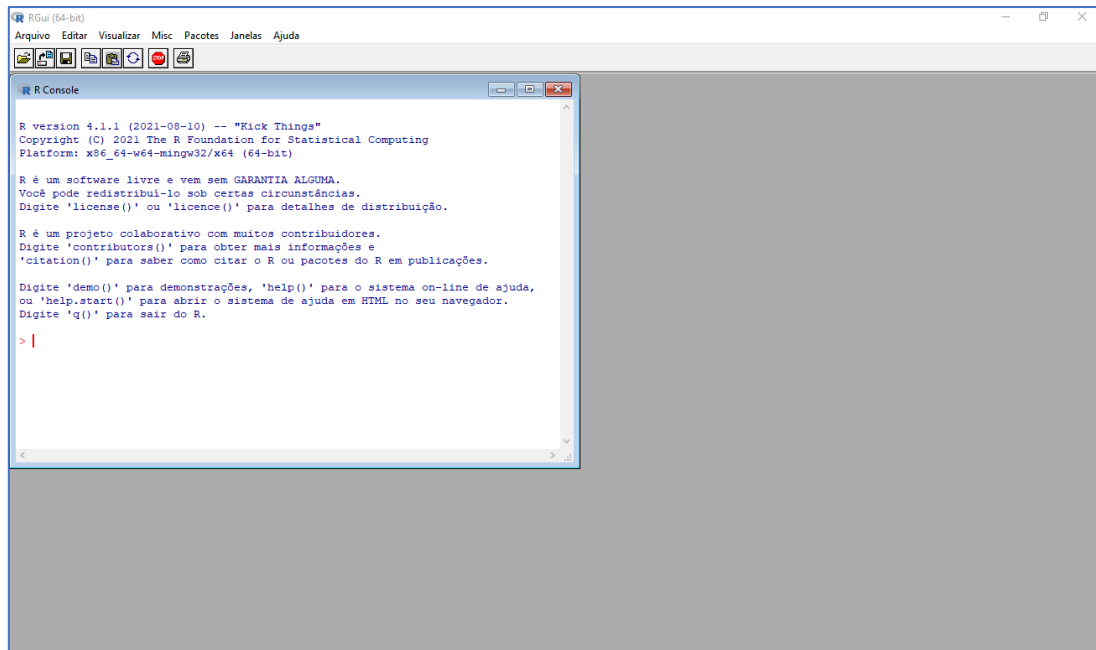 RGui (64-bit)
Arquivo Editar Visualizar Misc Pacotes Janelas Ajuda
STOP
R Console
R version 4.1.1 (2021-08-10) -- "Kick Things"
Copyright (C) 2021 The R Foundation for Statistical Computing
Platform: x86_64-w64-mingw32/x64 (64-bit)
R é um software livre e vem sem GARANTIA ALGUMA.
Você pode redistribuí-lo sob certas circunstâncias.
Digite 'license()' ou 'licence()' para detalhes de distribuição.
R é um projeto colaborativo com muitos contribuidores.
Digite 'contributors()' para obter mais informações e
'citation()' para saber como citar o R ou pacotes do R em publicações.
Digite 'demo()' para demonstrações, 'help()' para o sistema on-line de ajuda,
ou 'help.start()' para abrir o sistema de ajuda em HTML no seu navegador.
Digite 'q()' para sair do R.
>